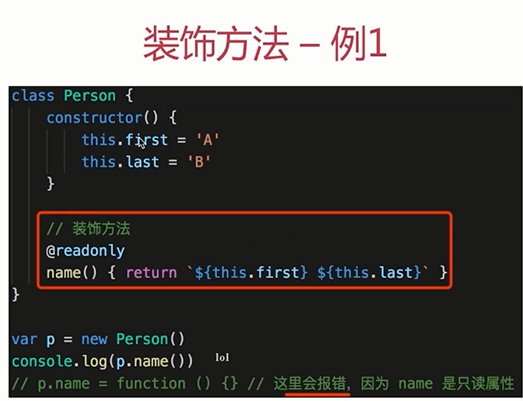 装饰方法 – 例1
class Person {
    constructor() {
        this.first = 'A'
        this.last = 'B'
    }
    // 装饰方法
    @readonly
    name() { return `${this.first} ${this.last}` }
}
var p = new Person()
console.log(p.name()) lol
// p.name = function () {} // 这里会报错，因为 name 是只读属性